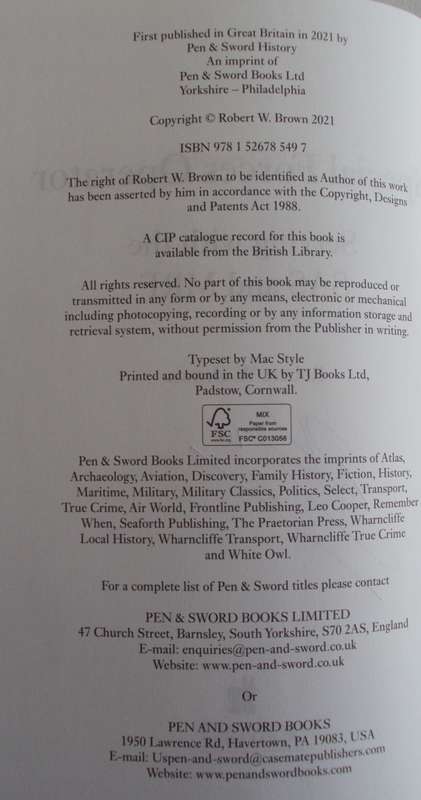 First published in Great Britain in 2021 by
Pen & Sword History
An imprint of
Pen & Sword Books Ltd
Yorkshire – Philadelphia
Copyright © Robert W. Brown 2021
ISBN 978 1 52678 549 7
The right of Robert W. Brown to be identified as Author of this work
has been asserted by him in accordance with the Copyright, Designs
and Patents Act 1988.
A CIP catalogue record for this book is
available from the British Library.
All rights reserved. No part of this book may be reproduced or
transmitted in any form or by any means, electronic or mechanical
including photocopying, recording or by any information storage and
retrieval system, without permission from the Publisher in writing.
Typeset by Mac Style
Printed and bound in the UK by TJ Books Ltd,
Padstow, Cornwall.
FSC
www.fsc.org
MIX
Paper from
responsible sources
FSC® C013056
Pen & Sword Books Limited incorporates the imprints of Atlas,
Archaeology, Aviation, Discovery, Family History, Fiction, History,
Maritime, Military, Military Classics, Politics, Select, Transport,
True Crime, Air World, Frontline Publishing, Leo Cooper, Remember
When, Seaforth Publishing, The Praetorian Press, Wharncliffe
Local History, Wharncliffe Transport, Wharncliffe True Crime
and White Owl.
For a complete list of Pen & Sword titles please contact
PEN & SWORD BOOKS LIMITED
47 Church Street, Barnsley, South Yorkshire, S70 2AS, England
E-mail: enquiries@pen-and-sword.co.uk
Website: www.pen-and-sword.co.uk
Or
PEN AND SWORD BOOKS
1950 Lawrence Rd, Havertown, PA 19083, USA
E-mail: Uspen-and-sword@casematepublishers.com
Website: www.penandswordbooks.com